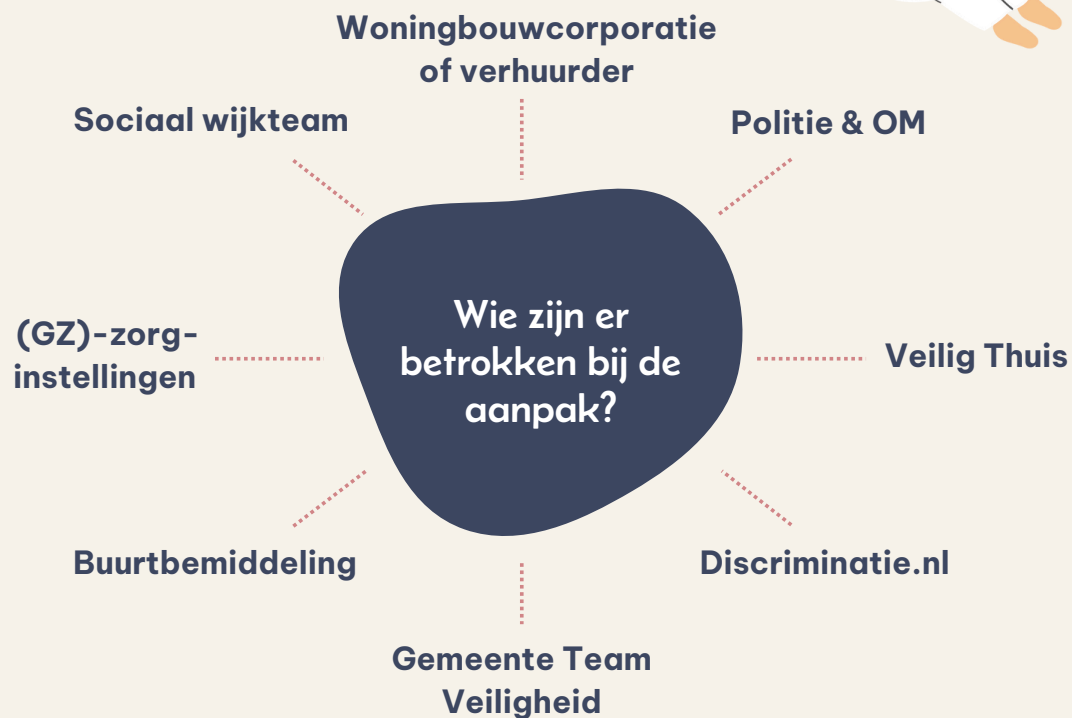 Woningbouwcorporatie
of verhuurder
Sociaal wijkteam
Politie & OM
Wie zijn er
betrokken bij de
aanpak?
(GZ)-zorg-
instellingen
Veilig Thuis
Buurtbemiddeling
Discriminatie.nl
Gemeente Team
Veiligheid